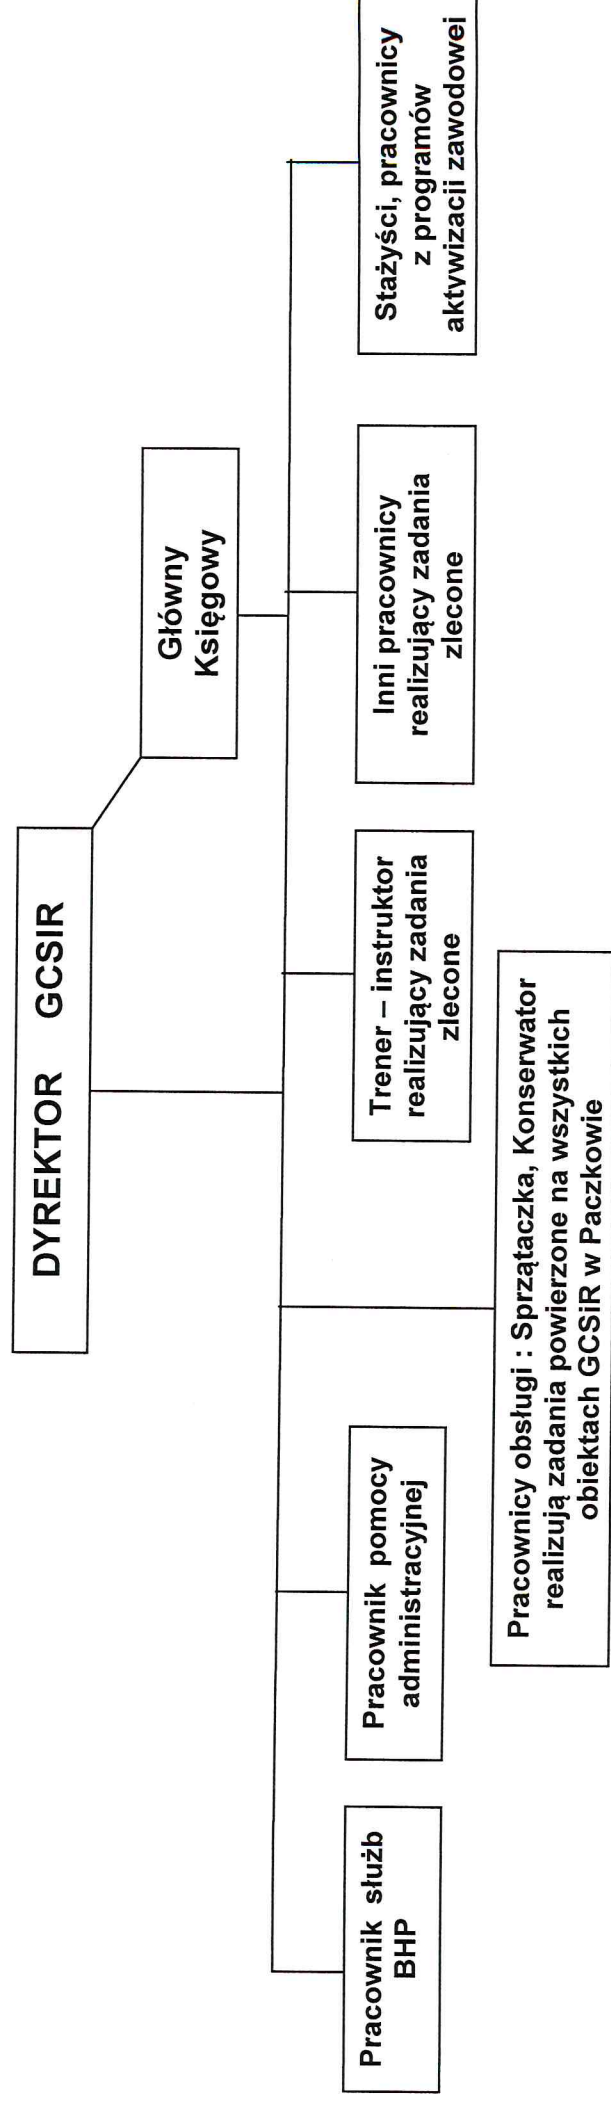 DYREKTOR GCSIR
Główny
Księgowy
Pracownik służb
BHP
Pracownik pomocy
administracyjnej
Trener – instruktor
realizujący zadania
zlecone
Inni pracownicy
realizujący zadania
zlecone
Stażyści, pracownicy
z programów
aktywizacji zawodowei
Pracownicy obsługi : Sprzątaczka, Konserwator
realizują zadania powierzone na wszystkich
obiektach GCSiR w Paczkowie